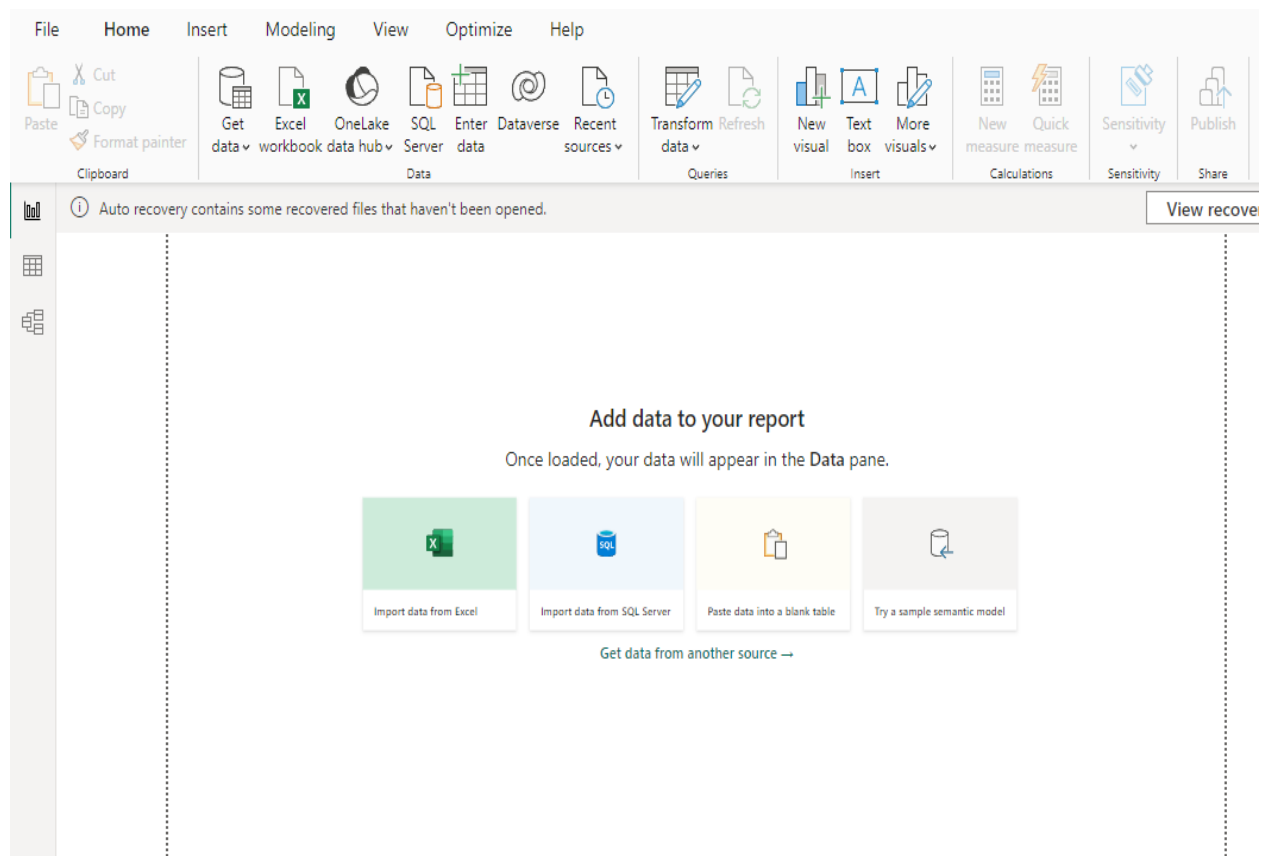 File Home Insert Modeling View Optimize Help
Paste
Cut
Copy
Format painter
Clipboard
Get data
Excel workbook
OneLake data hub
SQL Server
Enter data
Dataverse
Recent sources
Data
Transform data
Refresh
Queries
New visual
Text box
More visuals
Insert
New measure
Quick measure
Calculations
Sensitivity
Sensitivity
Publish
Share
Auto recovery contains some recovered files that haven't been opened.
View recove
Add data to your report
Once loaded, your data will appear in the Data pane.
X
SQL
Import data from Excel
Import data from SQL Server
Paste data into a blank table
Try a sample semantic model
Get data from another source →